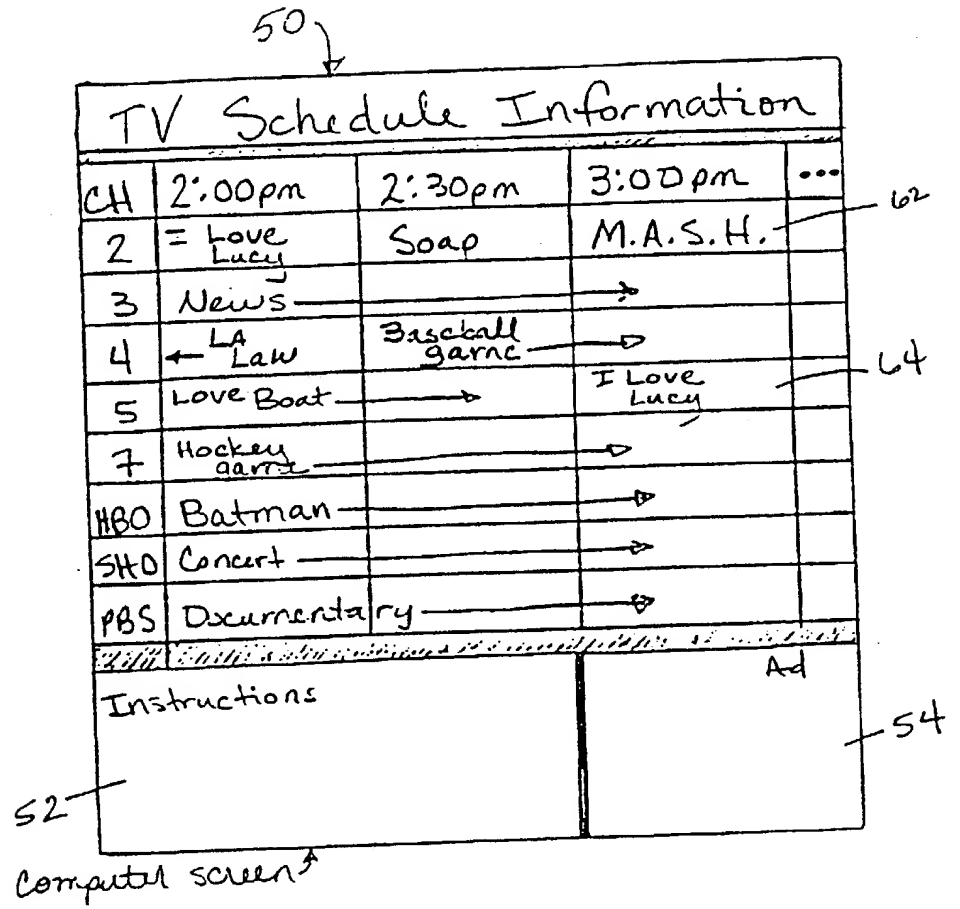 50
TV Schedule Information
CH 2:00pm 2:30pm 3:00pm ...
62
2 I Love Lucy Soap M.A.S.H.
3 News
4 LA Law Baseball game
64
5 Love Boat I Love Lucy
7 Hockey game
HBO Batman
SHO Concert
PBS Documentary
Instructions Ad
54
52
Computer screen